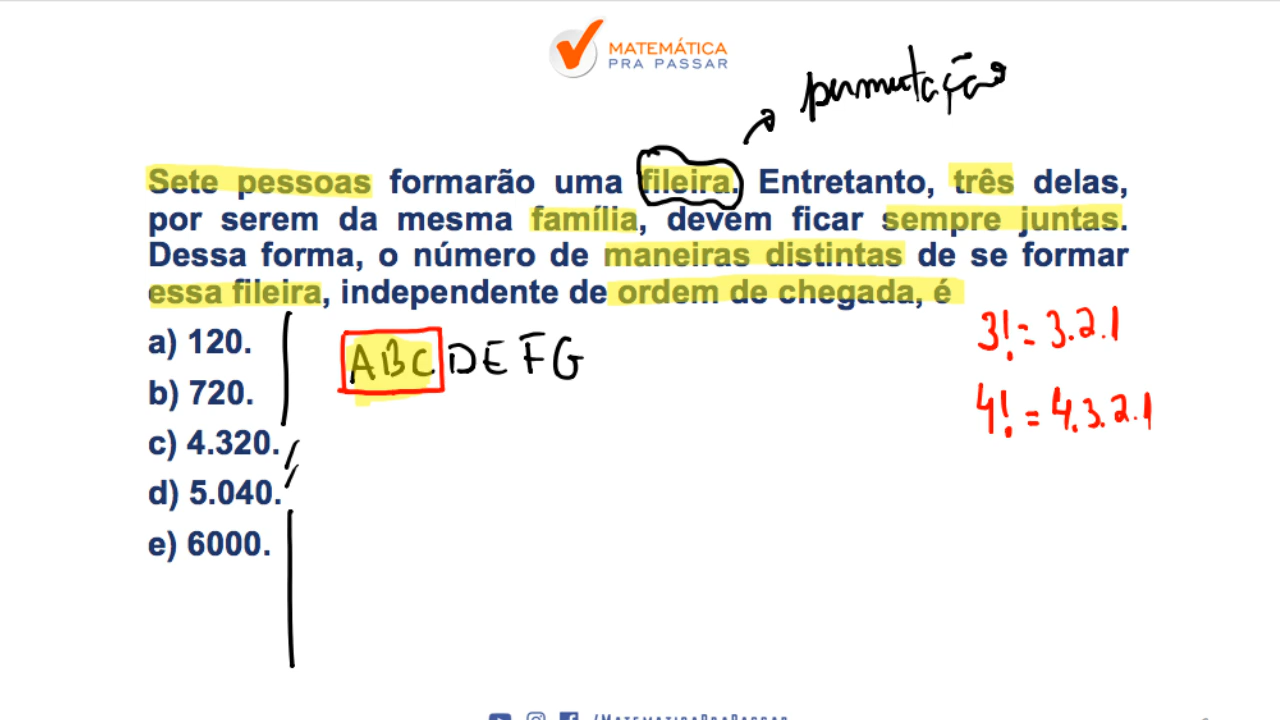 MATEMÁTICA
PRA PASSAR
permutação
Sete pessoas formarão uma fileira. Entretanto, três delas,
por serem da mesma família, devem ficar sempre juntas.
Dessa forma, o número de maneiras distintas de se formar
essa fileira, independente de ordem de chegada, é
a) 120.
b) 720.
c) 4.320.
d) 5.040.
e) 6000.
ABC DEFG
3! = 3.2.1
4! = 4.3.2.1
/MATEMATICAPRAPASSAR